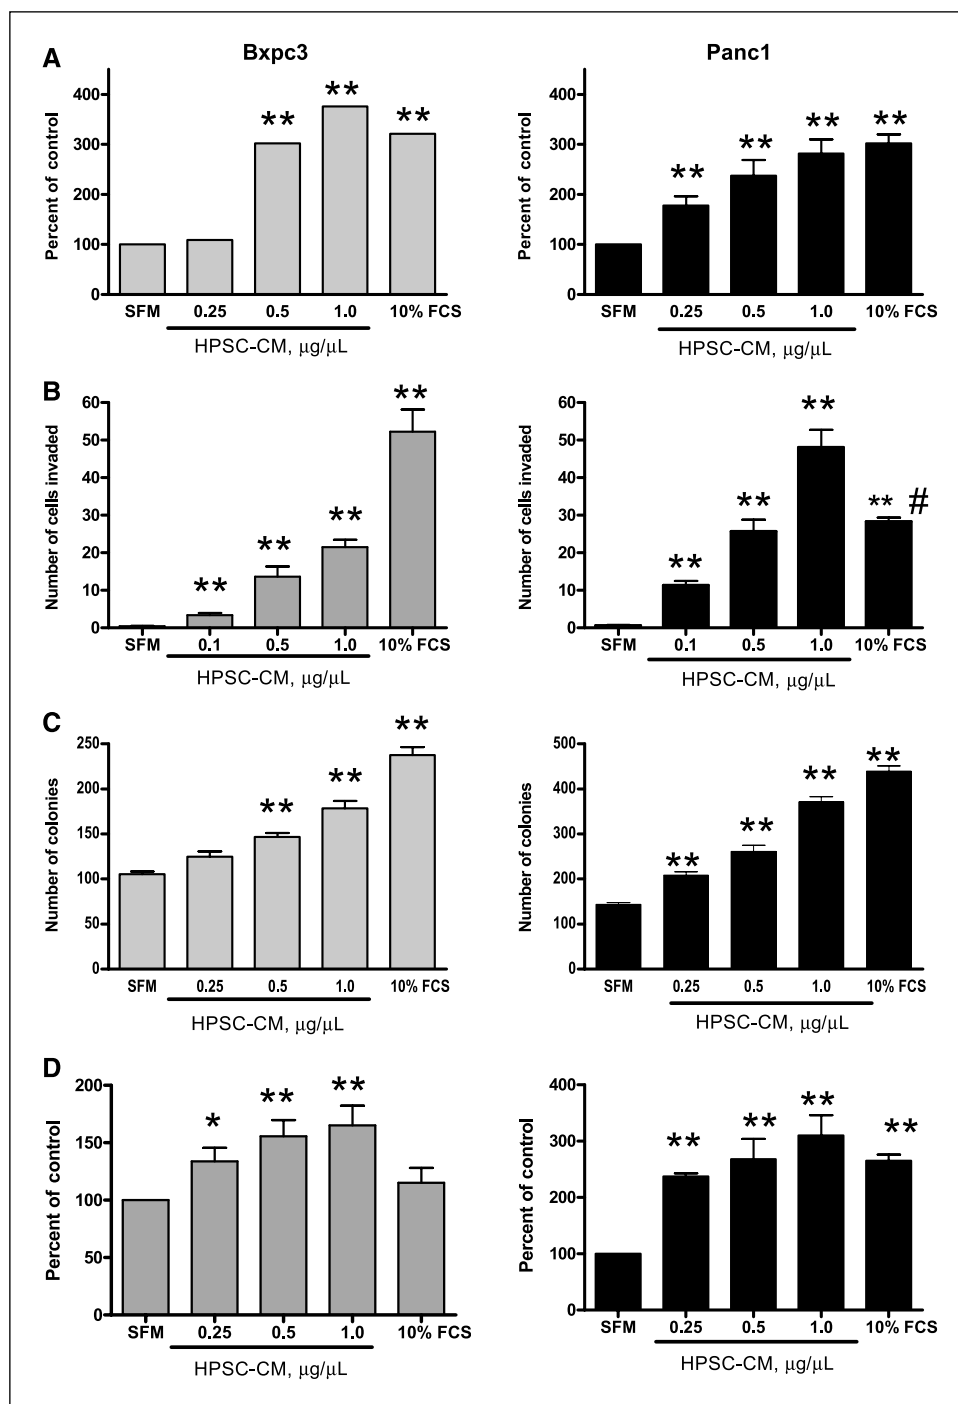 A
Bxpc3
Panc1
Percent of control
400
300
200
100
0
** ** **
SFM 0.25 0.5 1.0 10% FCS
HPSC-CM, μg/μL
Percent of control
400
300
200
100
0
** ** ** **
SFM 0.25 0.5 1.0 10% FCS
HPSC-CM, μg/μL
B
Number of cells invaded
60
50
40
30
20
10
0
** ** ** **
SFM 0.1 0.5 1.0 10% FCS
HPSC-CM, μg/μL
Number of cells invaded
60
50
40
30
20
10
0
** ** ** ** #
SFM 0.1 0.5 1.0 10% FCS
HPSC-CM, μg/μL
C
Number of colonies
250
200
150
100
50
0
** ** **
SFM 0.25 0.5 1.0 10% FCS
HPSC-CM, μg/μL
Number of colonies
500
400
300
200
100
0
** ** ** **
SFM 0.25 0.5 1.0 10% FCS
HPSC-CM, μg/μL
D
Percent of control
200
150
100
50
0
* ** **
SFM 0.25 0.5 1.0 10% FCS
HPSC-CM, μg/μL
Percent of control
400
300
200
100
0
** ** ** **
SFM 0.25 0.5 1.0 10% FCS
HPSC-CM, μg/μL